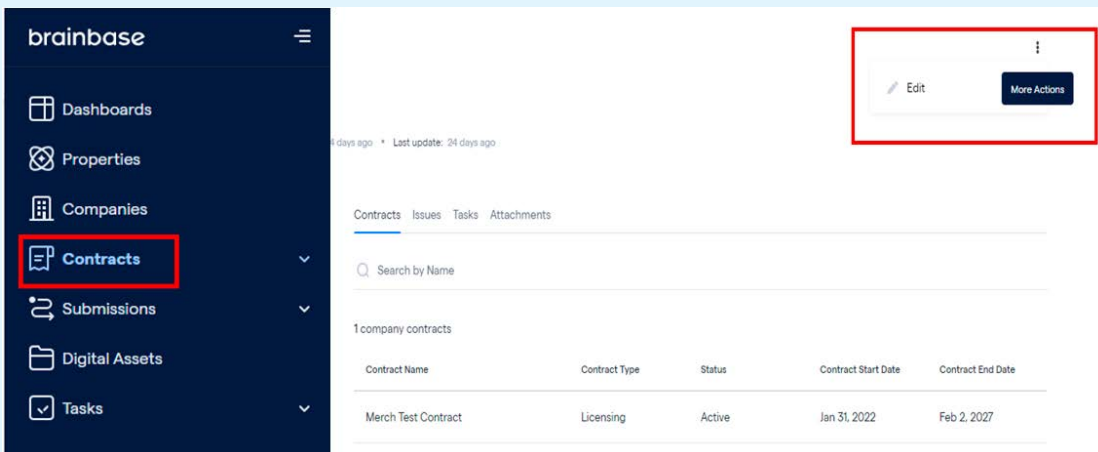 brainbase
Dashboards
Properties
Companies
Contracts
Submissions
Digital Assets
Tasks
Edit
More Actions
4 days ago • Last update: 24 days ago
Contracts Issues Tasks Attachments
Search by Name
1 company contracts
Contract Name Contract Type Status Contract Start Date Contract End Date
Merch Test Contract Licensing Active Jan 31, 2022 Feb 2, 2027